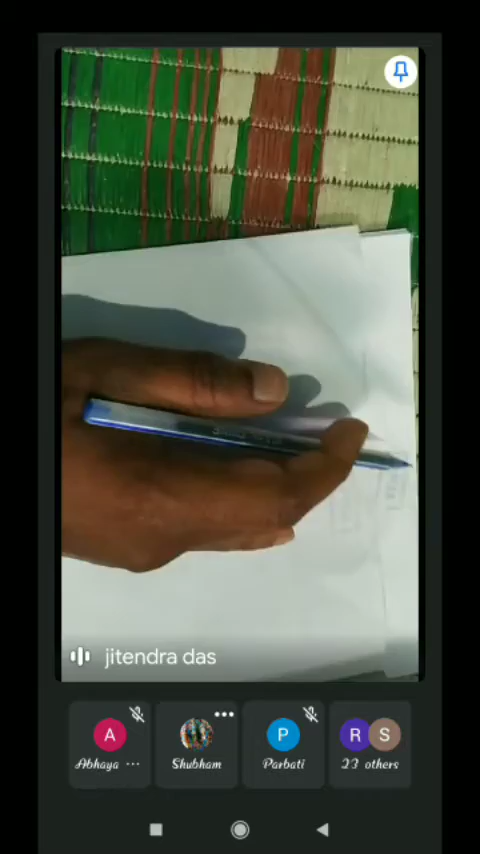 jitendra das
A
P
R S
Abhaya ...
Shubham
Parbati
23 others